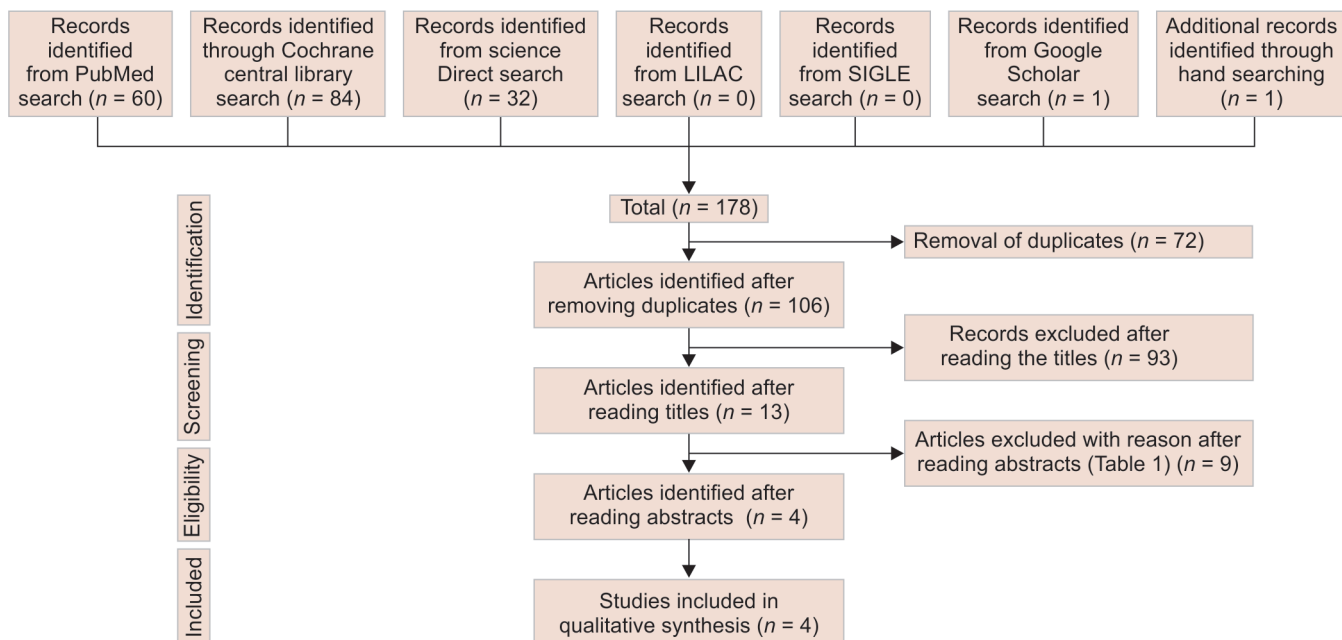 Records
identified
from PubMed
search (n = 60)
Records identified
through Cochrane
central library
search (n = 84)
Records identified
from science
Direct search
(n = 32)
Records
identified
from LILAC
search (n = 0)
Records
identified
from SIGLE
search (n = 0)
Records identified
from Google
Scholar
search (n = 1)
Additional records
identified through
hand searching
(n = 1)
Identification
Total (n = 178)
Removal of duplicates (n = 72)
Articles identified after
removing duplicates (n = 106)
Screening
Records excluded after
reading the titles (n = 93)
Articles identified after
reading titles (n = 13)
Articles excluded with reason after
reading abstracts (Table 1) (n = 9)
Eligibility
Articles identified after
reading abstracts (n = 4)
Included
Studies included in
qualitative synthesis (n = 4)